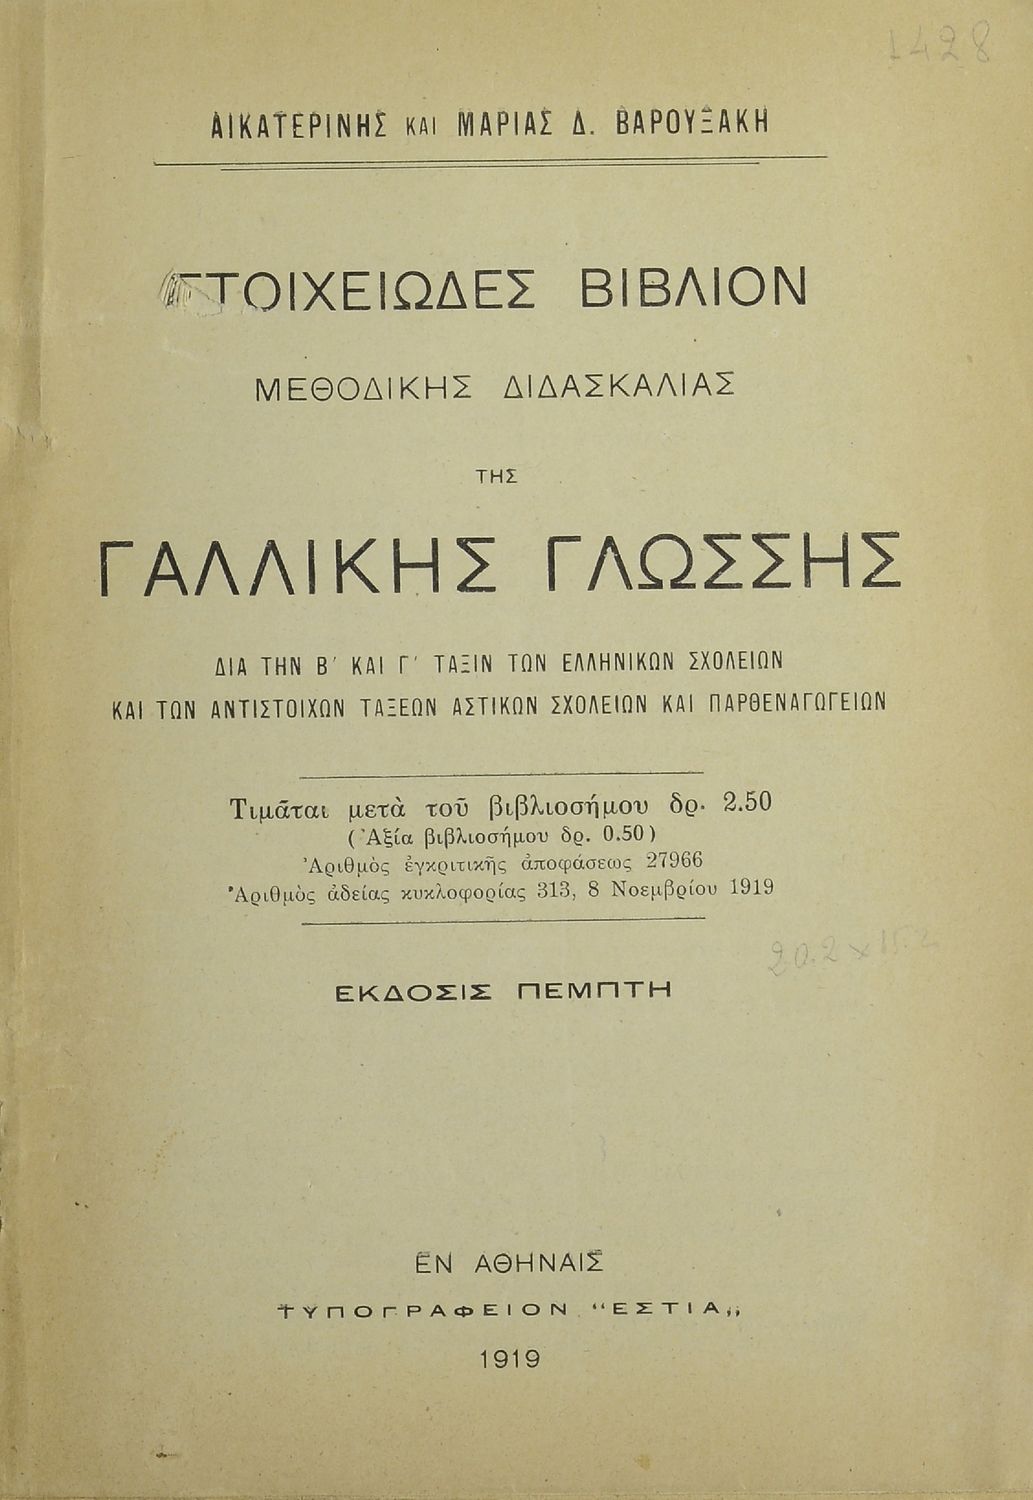 1428
ΑΙΚΑΤΕΡΙΝΗΣ ΚΑΙ ΜΑΡΙΑΣ Δ. ΒΑΡΟΥΞΑΚΗ
ΣΤΟΙΧΕΙΩΔΕΣ ΒΙΒΛΙΟΝ
ΜΕΘΟΔΙΚΗΣ ΔΙΔΑΣΚΑΛΙΑΣ
ΤΗΣ
ΓΑΛΛΙΚΗΣ ΓΛΩΣΣΗΣ
ΔΙΑ ΤΗΝ Β΄ ΚΑΙ Γ΄ ΤΑΞΙΝ ΤΩΝ ΕΛΛΗΝΙΚΩΝ ΣΧΟΛΕΙΩΝ
ΚΑΙ ΤΩΝ ΑΝΤΙΣΤΟΙΧΩΝ ΤΑΞΕΩΝ ΑΣΤΙΚΩΝ ΣΧΟΛΕΙΩΝ ΚΑΙ ΠΑΡΘΕΝΑΓΩΓΕΙΩΝ
Τιμᾶται μετὰ τοῦ βιβλιοσήμου δρ. 2.50
(Ἀξία βιβλιοσήμου δρ. 0.50)
Ἀριθμὸς ἐγκριτικῆς ἀποφάσεως 27966
Ἀριθμὸς ἀδείας κυκλοφορίας 313, 8 Νοεμβρίου 1919
20.2 x 15.2
ΕΚΔΟΣΙΣ ΠΕΜΠΤΗ
ΕΝ ΑΘΗΝΑΙΣ
ΤΥΠΟΓΡΑΦΕΙΟΝ "ΕΣΤΙΑ„
1919